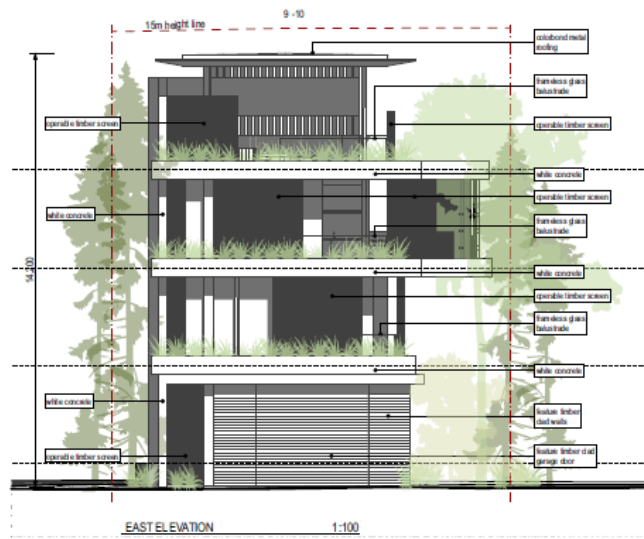 9 -10
15m height line
colorbond metal
roofing
frameless glass
balustrade
operable timber screen
operable timber screen
white concrete
operable timber screen
white concrete
frameless glass
balustrade
14.200
white concrete
operable timber screen
frameless glass
balustrade
white concrete
white concrete
feature timber
clad walls
operable timber screen
feature timber clad
garage door
EAST ELEVATION 1:100